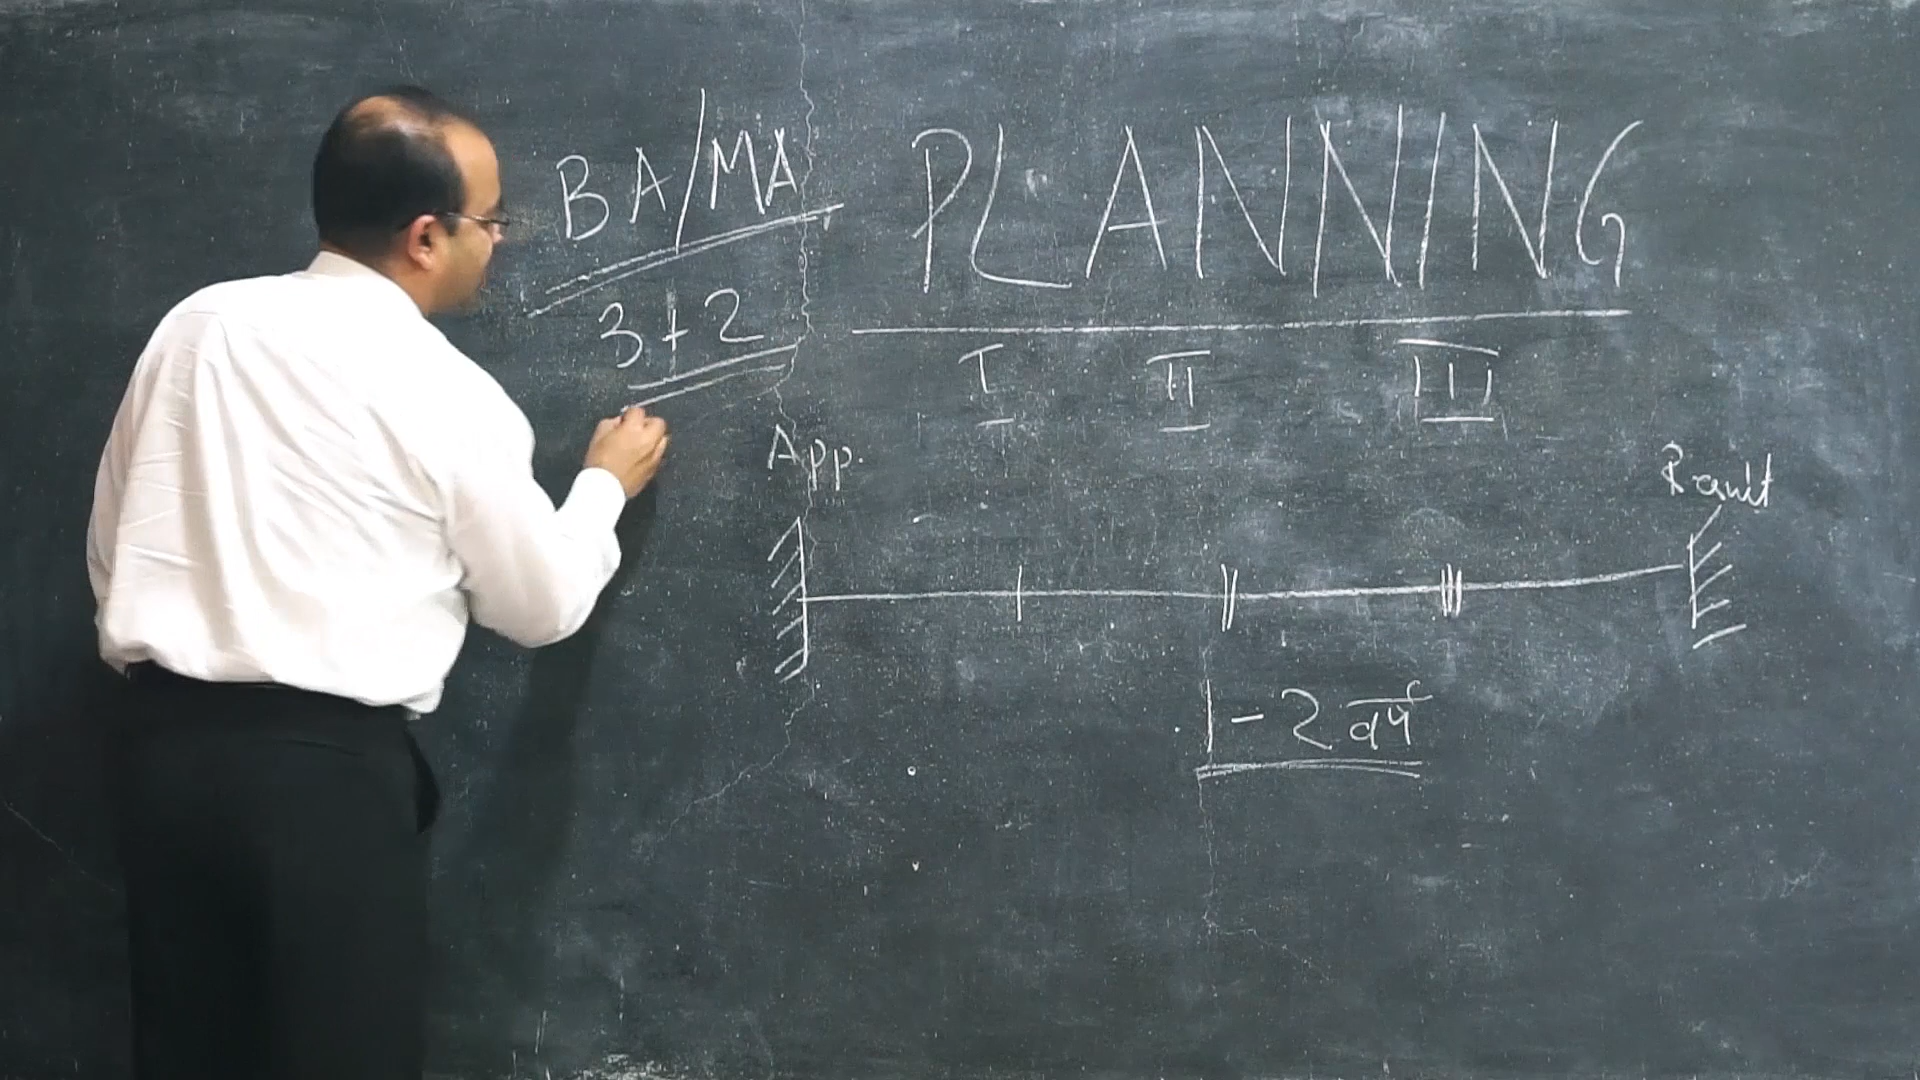 BA/MA
PLANNING
3+2
I II III
App.
Result
1-2 वर्ष